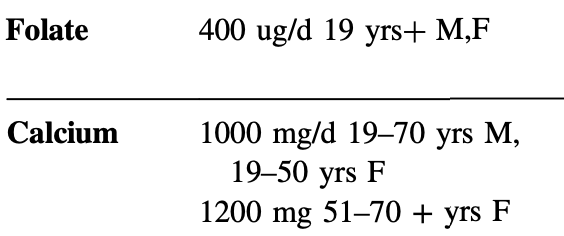 Folate 400 ug/d 19 yrs+ M,F
Calcium 1000 mg/d 19–70 yrs M,
19–50 yrs F
1200 mg 51–70 + yrs F